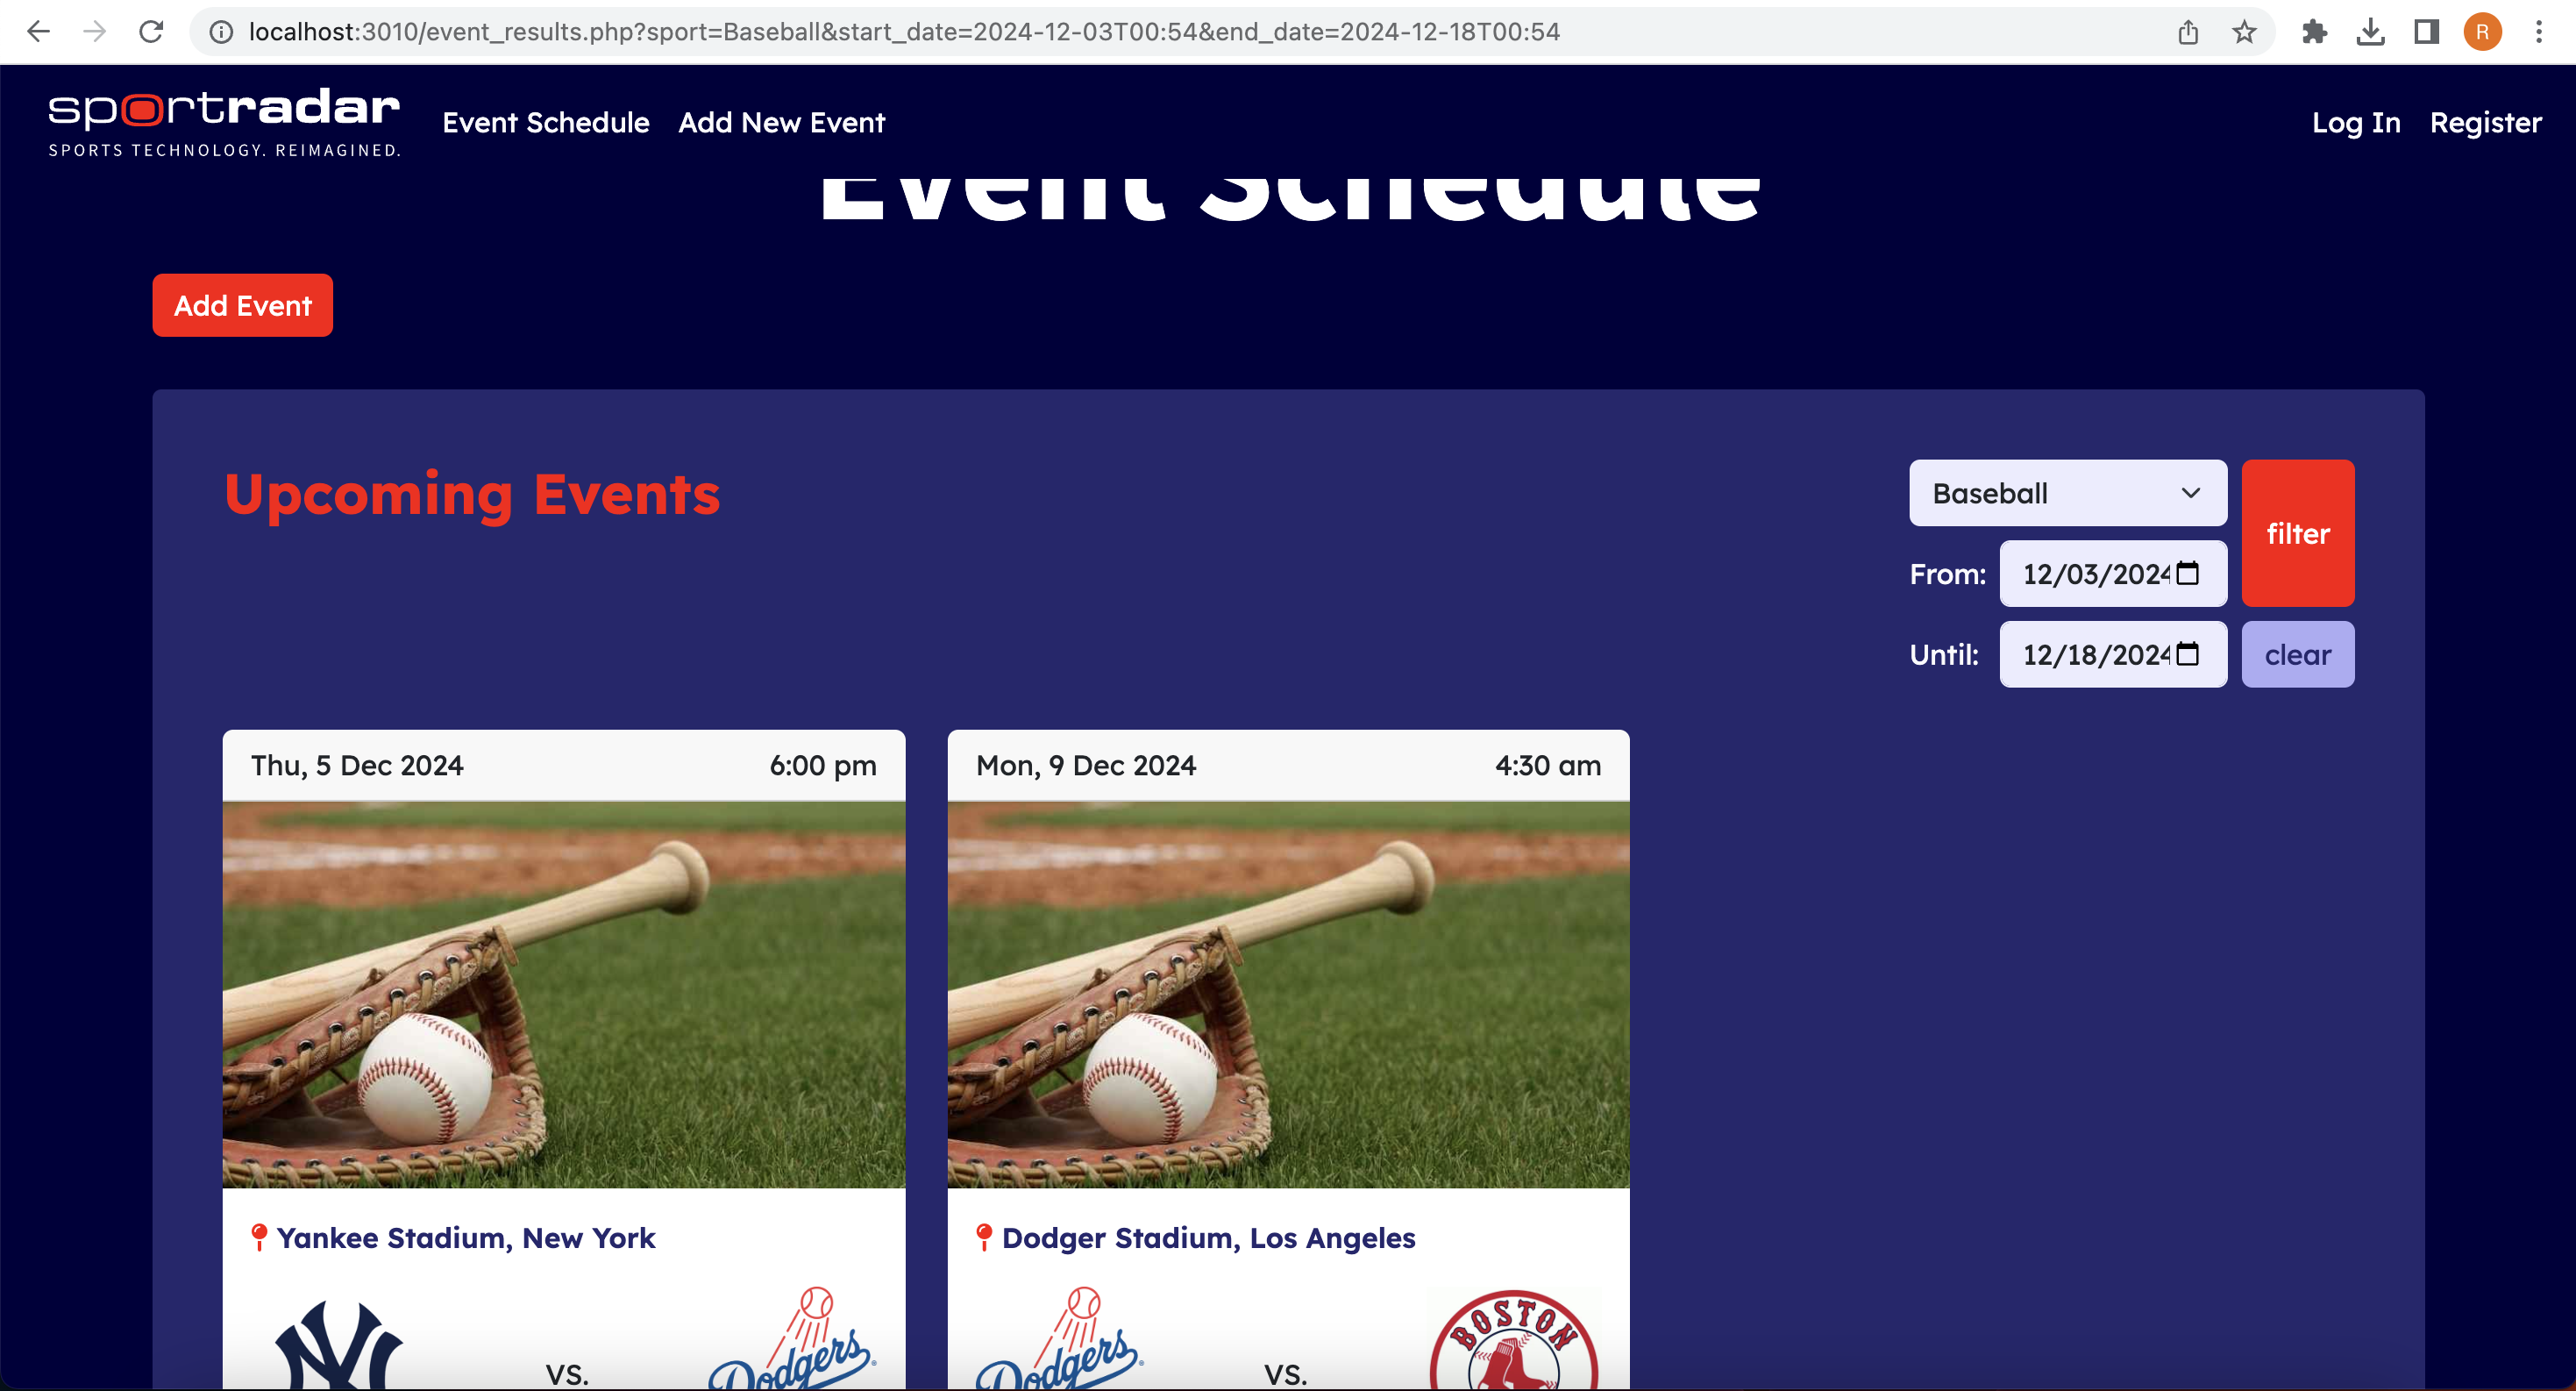 localhost:3010/event_results.php?sport=Baseball&start_date=2024-12-03T00:54&end_date=2024-12-18T00:54
R
sportradar
SPORTS TECHNOLOGY. REIMAGINED.
Event Schedule Add New Event
Log In Register
Event Schedule
Add Event
Upcoming Events
Baseball
filter
From: 12/03/2024
Until: 12/18/2024
clear
Thu, 5 Dec 2024 6:00 pm
Yankee Stadium, New York
NY
VS.
Dodgers
Mon, 9 Dec 2024 4:30 am
Dodger Stadium, Los Angeles
Dodgers
VS.
BOSTON